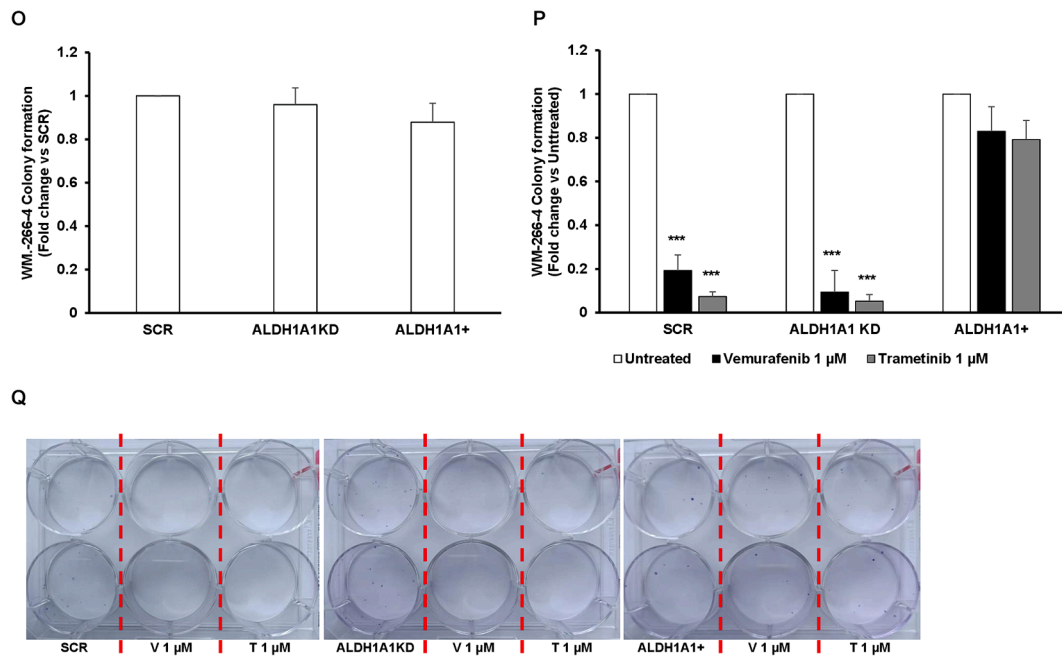 O
WM.-266-4 Colony formation
(Fold change vs SCR)
1.2
1
0.8
0.6
0.4
0.2
0
SCR
ALDH1A1KD
ALDH1A1+
P
WM-266-4 Colony formation
(Fold change vs Unttreated)
1.2
1
0.8
0.6
0.4
0.2
0
***
***
***
***
SCR
ALDH1A1 KD
ALDH1A1+
Untreated
Vemurafenib 1 µM
Trametinib 1 µM
Q
SCR
V 1 µM
T 1 µM
ALDH1A1KD
V 1 µM
T 1 µM
ALDH1A1+
V 1 µM
T 1 µM